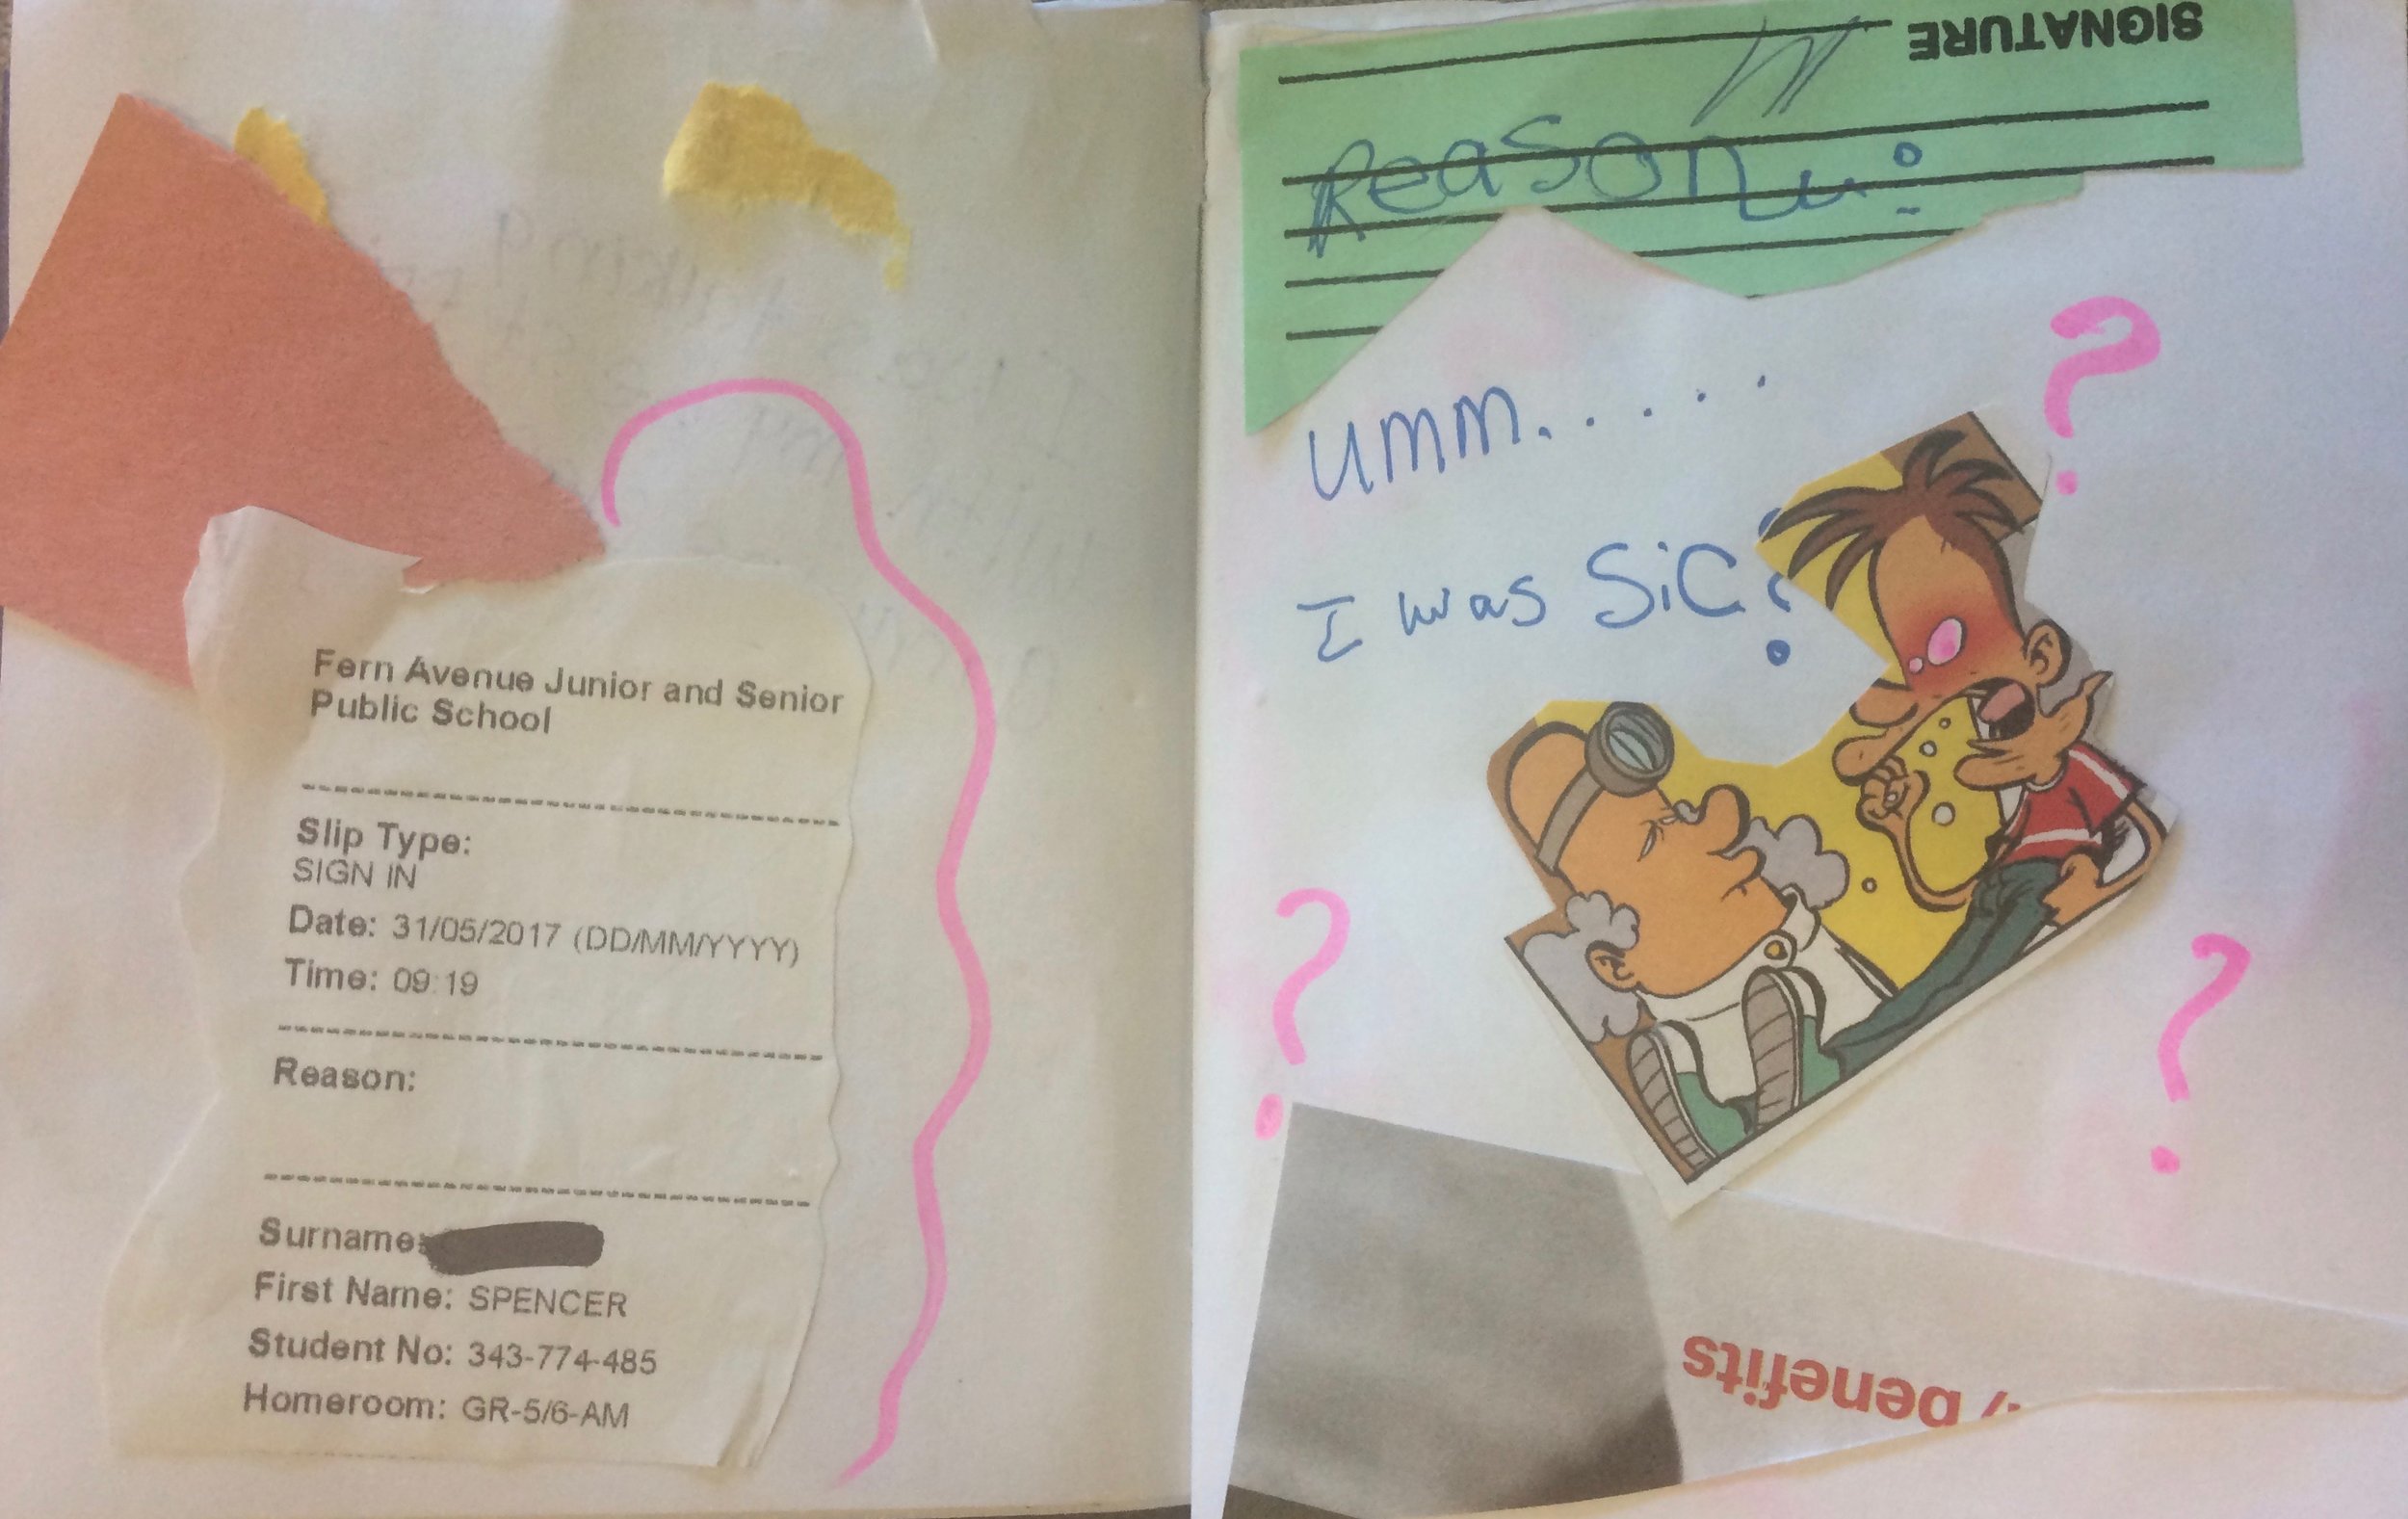 Fern Avenue Junior and Senior
Public School
Slip Type:
SIGN IN
Date: 31/05/2017 (DD/MM/YYYY)
Time: 09:19
Reason:
Surname:
First Name: SPENCER
Student No: 343-774-485
Homeroom: GR-5/6-AM
SIGNATURE
Reason:
umm.....
I was SiC
?
?
?
benefits